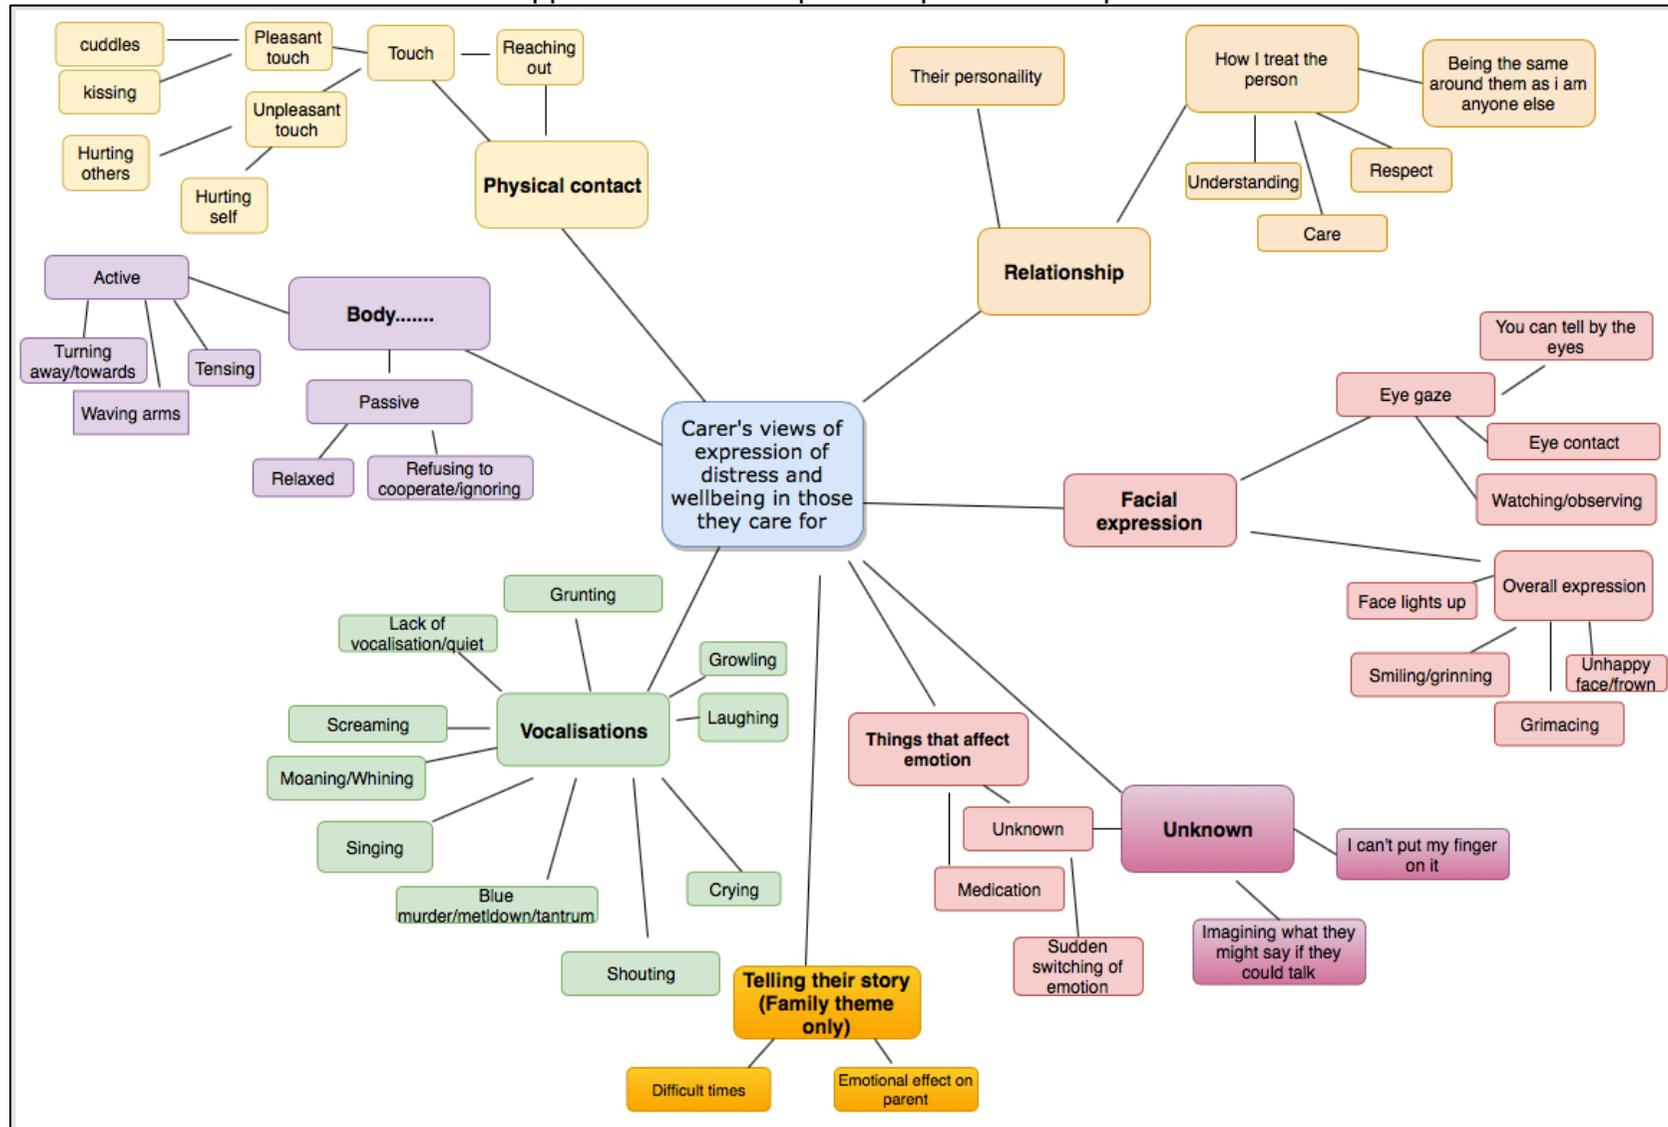 cuddles
Pleasant
touch
Touch
Reaching
out
kissing
Unpleasant
touch
Hurting
others
Hurting
self
Physical contact
Their personaility
How I treat the
person
Being the same
around them as i am
anyone else
Understanding
Respect
Care
Relationship
Active
Body.......
Turning
away/towards
Tensing
Waving arms
Passive
Relaxed
Refusing to
cooperate/ignoring
Carer's views of
expression of
distress and
wellbeing in those
they care for
You can tell by the
eyes
Eye gaze
Eye contact
Watching/observing
Facial
expression
Overall expression
Face lights up
Smiling/grinning
Unhappy
face/frown
Grimacing
Grunting
Lack of
vocalisation/quiet
Growling
Laughing
Screaming
Vocalisations
Moaning/Whining
Singing
Blue
murder/metldown/tantrum
Crying
Shouting
Things that affect
emotion
Unknown
Medication
Sudden
switching of
emotion
Unknown
I can't put my finger
on it
Imagining what they
might say if they
could talk
Telling their story
(Family theme
only)
Difficult times
Emotional effect on
parent